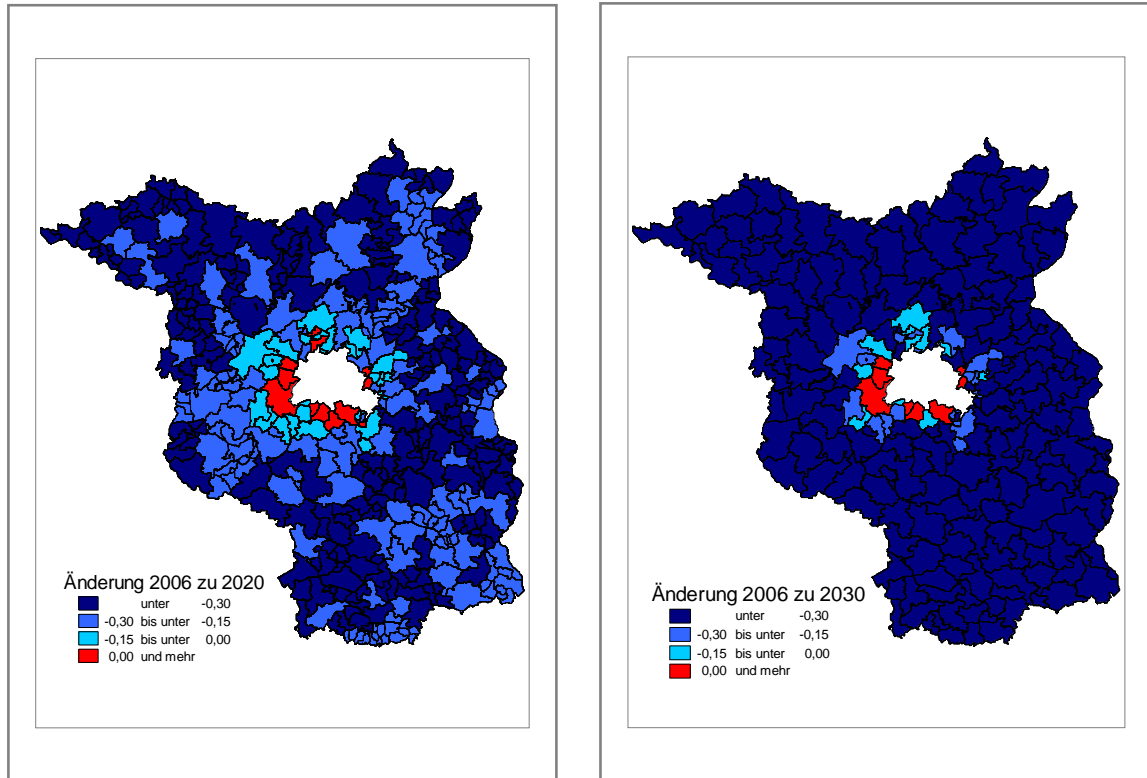 Änderung 2006 zu 2020
unter -0,30
-0,30 bis unter -0,15
-0,15 bis unter 0,00
0,00 und mehr
Änderung 2006 zu 2030
unter -0,30
-0,30 bis unter -0,15
-0,15 bis unter 0,00
0,00 und mehr